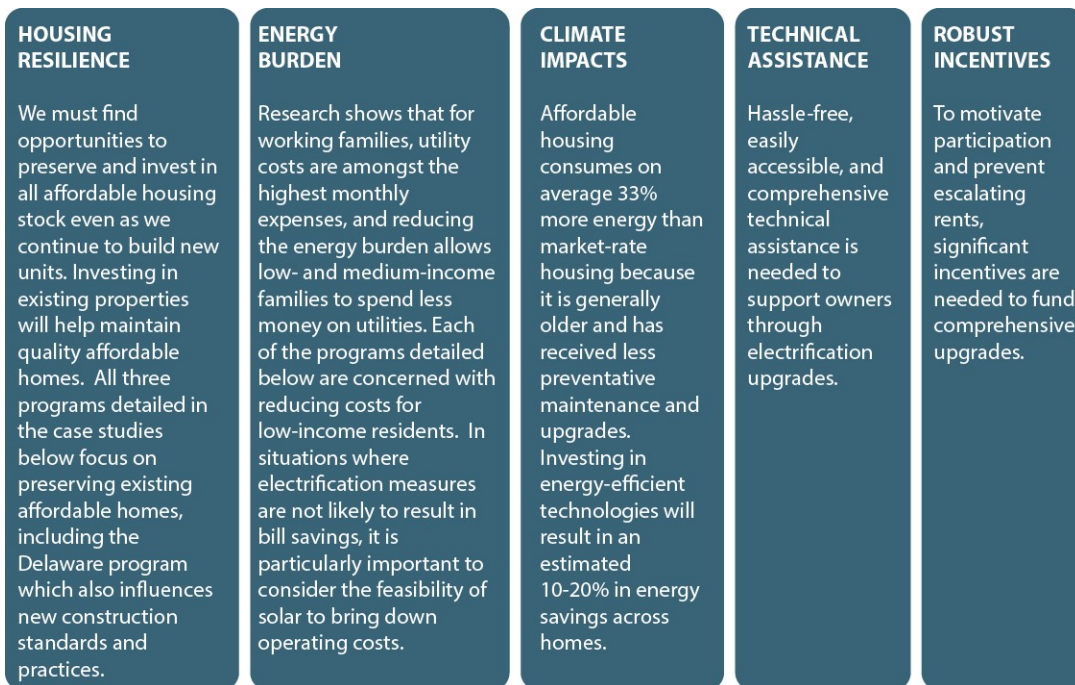 HOUSING
RESILIENCE
We must find
opportunities to
preserve and invest in
all affordable housing
stock even as we
continue to build new
units. Investing in
existing properties
will help maintain
quality affordable
homes.  All three
programs detailed in
the case studies
below focus on
preserving existing
affordable homes,
including the
Delaware program
which also influences
new construction
standards and
practices.
ENERGY
BURDEN
Research shows that for
working families, utility
costs are amongst the
highest monthly
expenses, and reducing
the energy burden allows
low- and medium-income
families to spend less
money on utilities. Each
of the programs detailed
below are concerned with
reducing costs for
low-income residents.  In
situations where
electrification measures
are not likely to result in
bill savings, it is
particularly important to
consider the feasibility of
solar to bring down
operating costs.
CLIMATE
IMPACTS
Affordable
housing
consumes on
average 33%
more energy than
market-rate
housing because
it is generally
older and has
received less
preventative
maintenance and
upgrades.
Investing in
energy-efficient
technologies will
result in an
estimated
10-20% in energy
savings across
homes.
TECHNICAL
ASSISTANCE
Hassle-free,
easily
accessible, and
comprehensive
technical
assistance is
needed to
support owners
through
electrification
upgrades.
ROBUST
INCENTIVES
To motivate
participation
and prevent
escalating
rents,
significant
incentives are
needed to fund
comprehensive
upgrades.